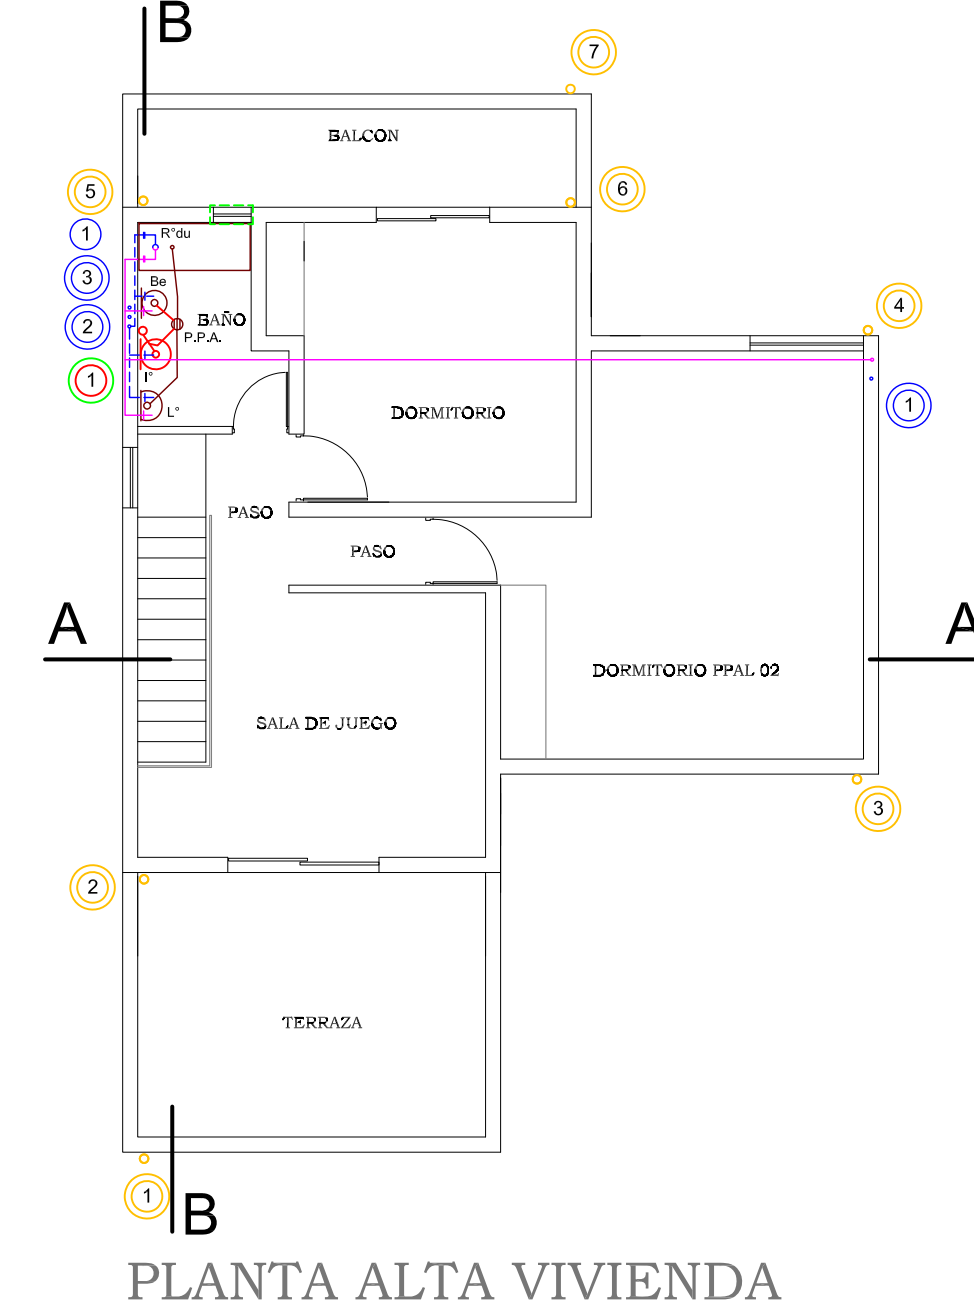 B
7
BALCON
5
6
1
R°du
3
Be
4
2
BAÑO
P.P.A.
1
I°
L°
DORMITORIO
1
PASO
PASO
A
A
DORMITORIO PPAL 02
SALA DE JUEGO
3
2
TERRAZA
1
B
PLANTA ALTA VIVIENDA